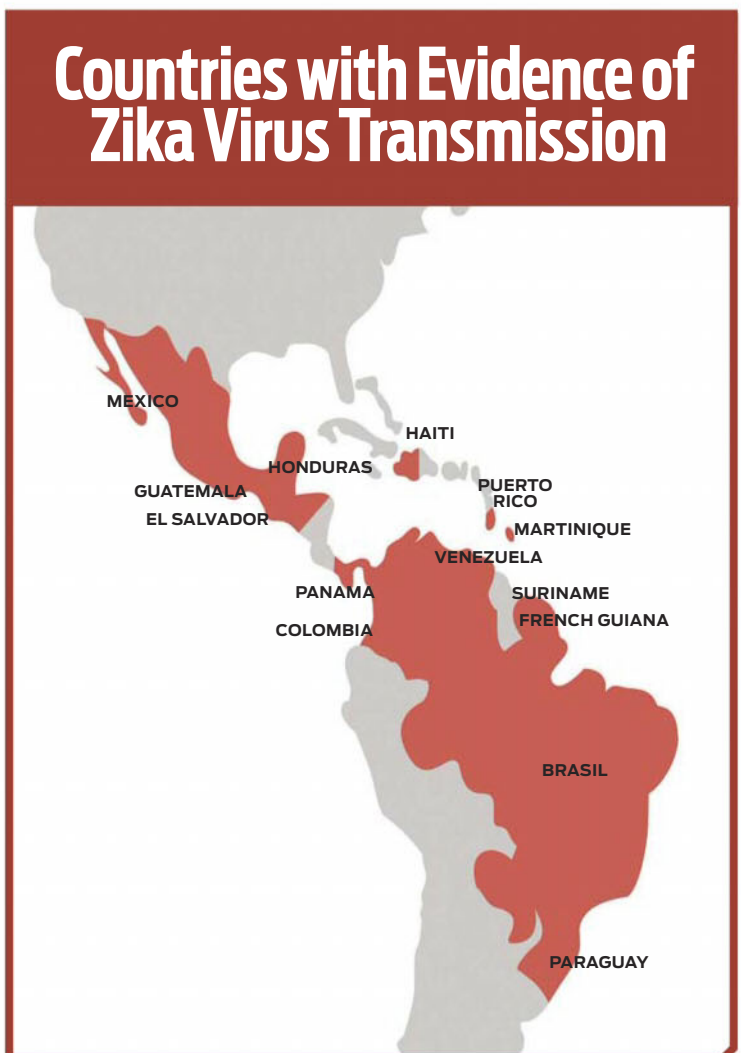 Countries with Evidence of
Zika Virus Transmission
MEXICO
HAITI
HONDURAS
GUATEMALA
PUERTO
RICO
EL SALVADOR
MARTINIQUE
VENEZUELA
PANAMA
SURINAME
FRENCH GUIANA
COLOMBIA
BRASIL
PARAGUAY